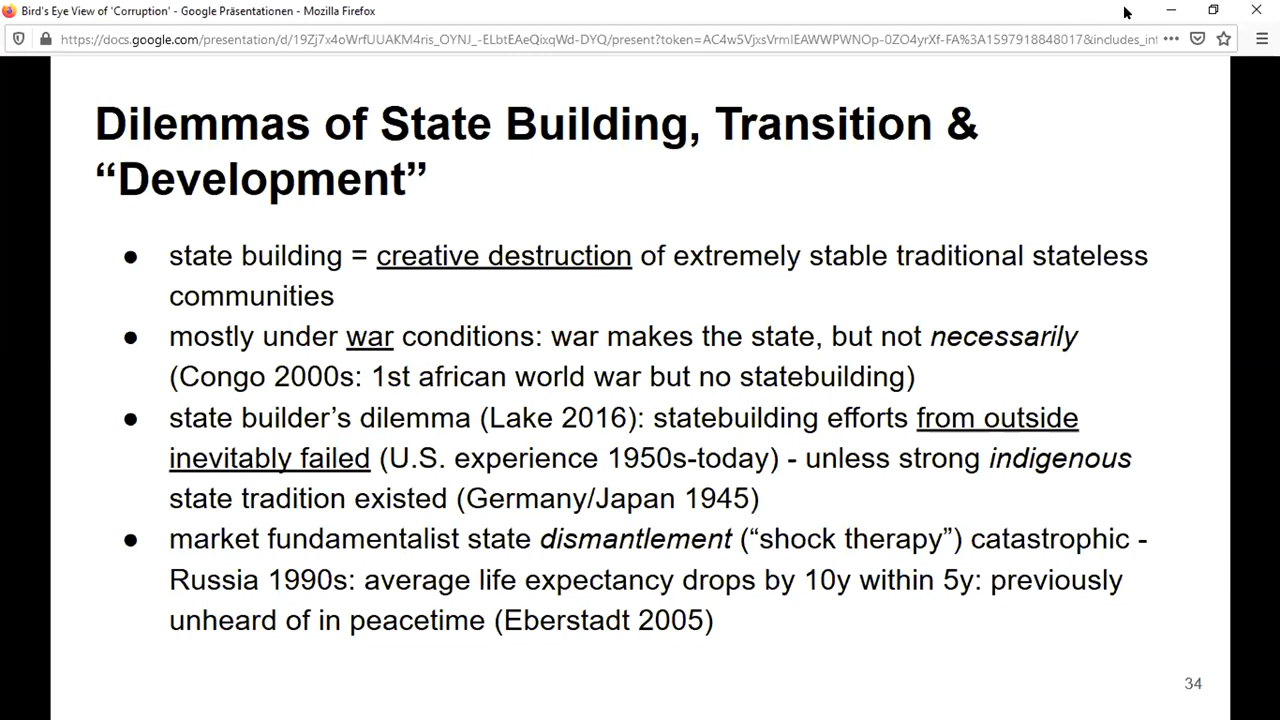 Bird's Eye View of 'Corruption' - Google Präsentationen - Mozilla Firefox
https://docs.google.com/presentation/d/19Zj7x4oWrfUUAKM4ris_OYNJ_-ELbtEAeQixqWd-DYQ/present?token=AC4w5VjxsVrmIEAWWPWNOp-0ZO4yrXf-FA%3A1597918848017&includes_inf
Dilemmas of State Building, Transition &
“Development”
● state building = creative destruction of extremely stable traditional stateless
communities
● mostly under war conditions: war makes the state, but not necessarily
(Congo 2000s: 1st african world war but no statebuilding)
● state builder’s dilemma (Lake 2016): statebuilding efforts from outside
inevitably failed (U.S. experience 1950s-today) - unless strong indigenous
state tradition existed (Germany/Japan 1945)
● market fundamentalist state dismantlement (“shock therapy”) catastrophic -
Russia 1990s: average life expectancy drops by 10y within 5y: previously
unheard of in peacetime (Eberstadt 2005)
34